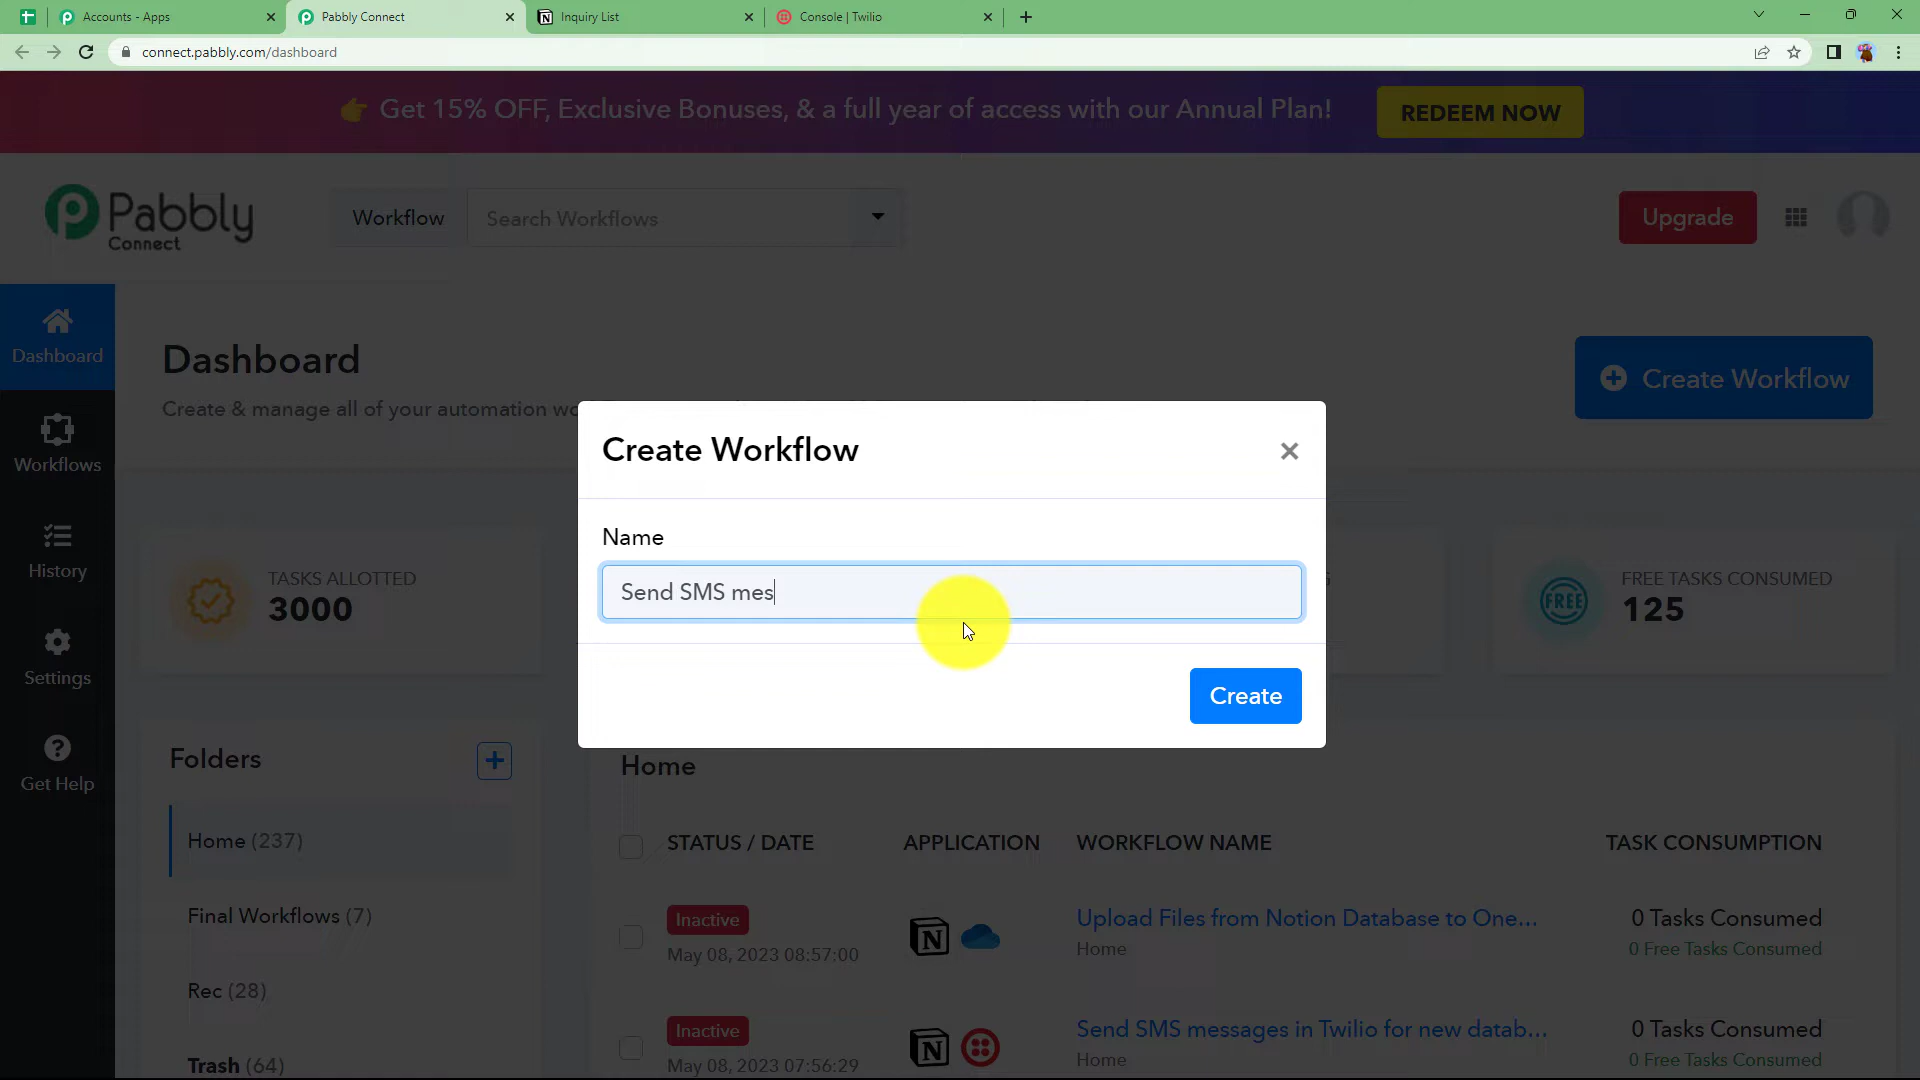 Accounts - Apps
Pabbly Connect
Inquiry List
Console | Twilio
connect.pabbly.com/dashboard
Get 15% OFF, Exclusive Bonuses, & a full year of access with our Annual Plan!
REDEEM NOW
Pabbly
Connect
Workflow
Search Workflows
Upgrade
Dashboard
Workflows
History
Settings
Get Help
Dashboard
Create & manage all of your automation wo
Create Workflow
TASKS ALLOTTED
3000
FREE
FREE TASKS CONSUMED
125
Create Workflow
Name
Send SMS mes
Create
Folders
Home (237)
Final Workflows (7)
Rec (28)
Trash (64)
Home
STATUS / DATE
APPLICATION
WORKFLOW NAME
TASK CONSUMPTION
Inactive
May 08, 2023 08:57:00
Upload Files from Notion Database to One...
Home
0 Tasks Consumed
0 Free Tasks Consumed
Inactive
May 08, 2023 07:56:29
Send SMS messages in Twilio for new datab...
Home
0 Tasks Consumed
0 Free Tasks Consumed